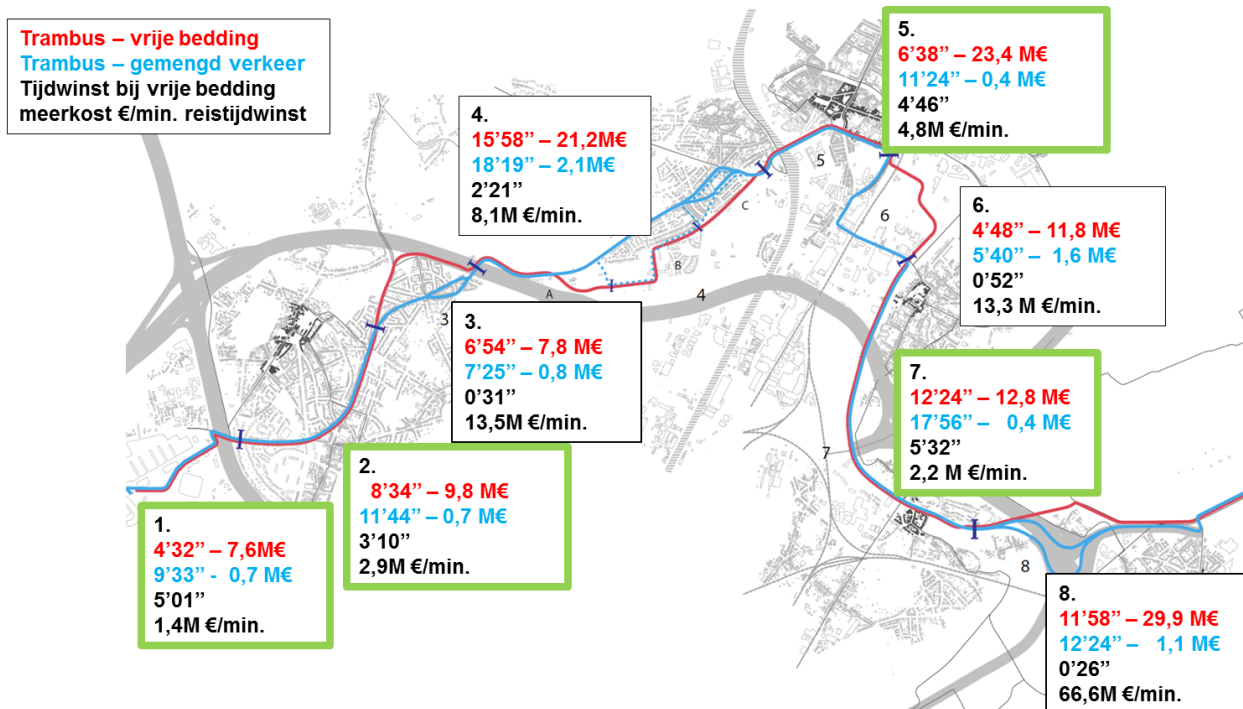 Trambus – vrije bedding
Trambus – gemengd verkeer
Tijdwinst bij vrije bedding
meerkost €/min. reistijdwinst
1.
4’32” – 7,6M€
9’33” - 0,7 M€
5’01”
1,4M €/min.
2.
8’34” – 9,8 M€
11’44” – 0,7 M€
3’10”
2,9M €/min.
3.
6’54” – 7,8 M€
7’25” – 0,8 M€
0’31”
13,5M €/min.
4.
15’58” – 21,2M€
18’19” – 2,1M€
2’21”
8,1M €/min.
5.
6’38” – 23,4 M€
11’24” – 0,4 M€
4’46”
4,8M €/min.
6.
4’48” – 11,8 M€
5’40” – 1,6 M€
0’52”
13,3 M €/min.
7.
12’24” – 12,8 M€
17’56” – 0,4 M€
5’32”
2,2 M €/min.
8.
11’58” – 29,9 M€
12’24” – 1,1 M€
0’26”
66,6M €/min.
3
A
B
C
4
5
6
7
8